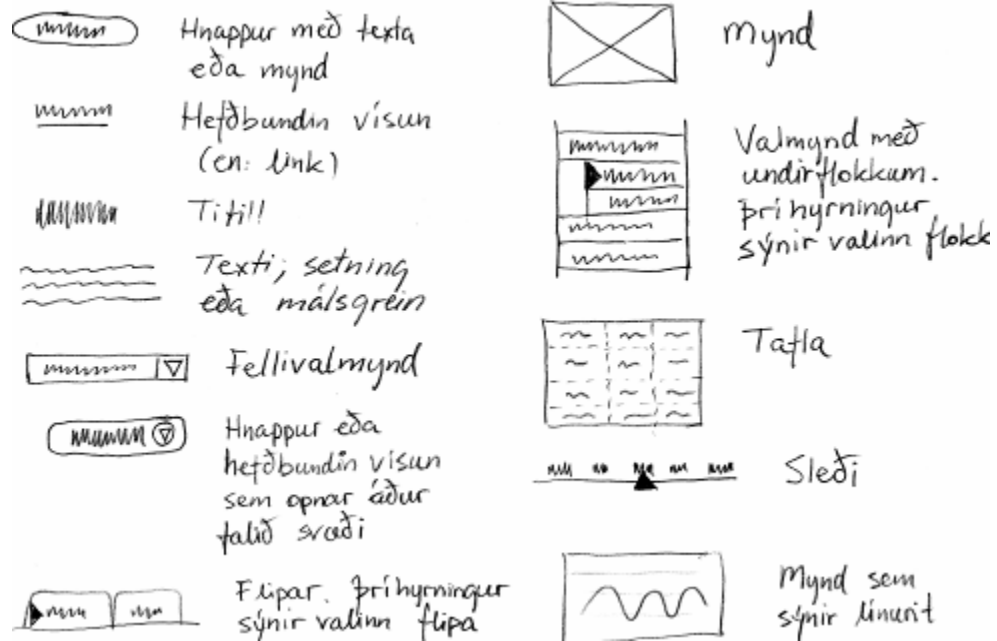 Hnappur með texta
eða mynd
Hefðbundin vísun
(en: link)
Titill
Texti; setning
eða málsgrein
Fellivalmynd
Hnappur eða
hefðbundin vísun
sem opnar áður
falið svæði
Flipar. Þríhyrningur
sýnir valinn flipa
Mynd
Valmynd með
undirflokkum.
Þríhyrningur
sýnir valinn flokk
Tafla
Sleði
Mynd sem
sýnir línurit